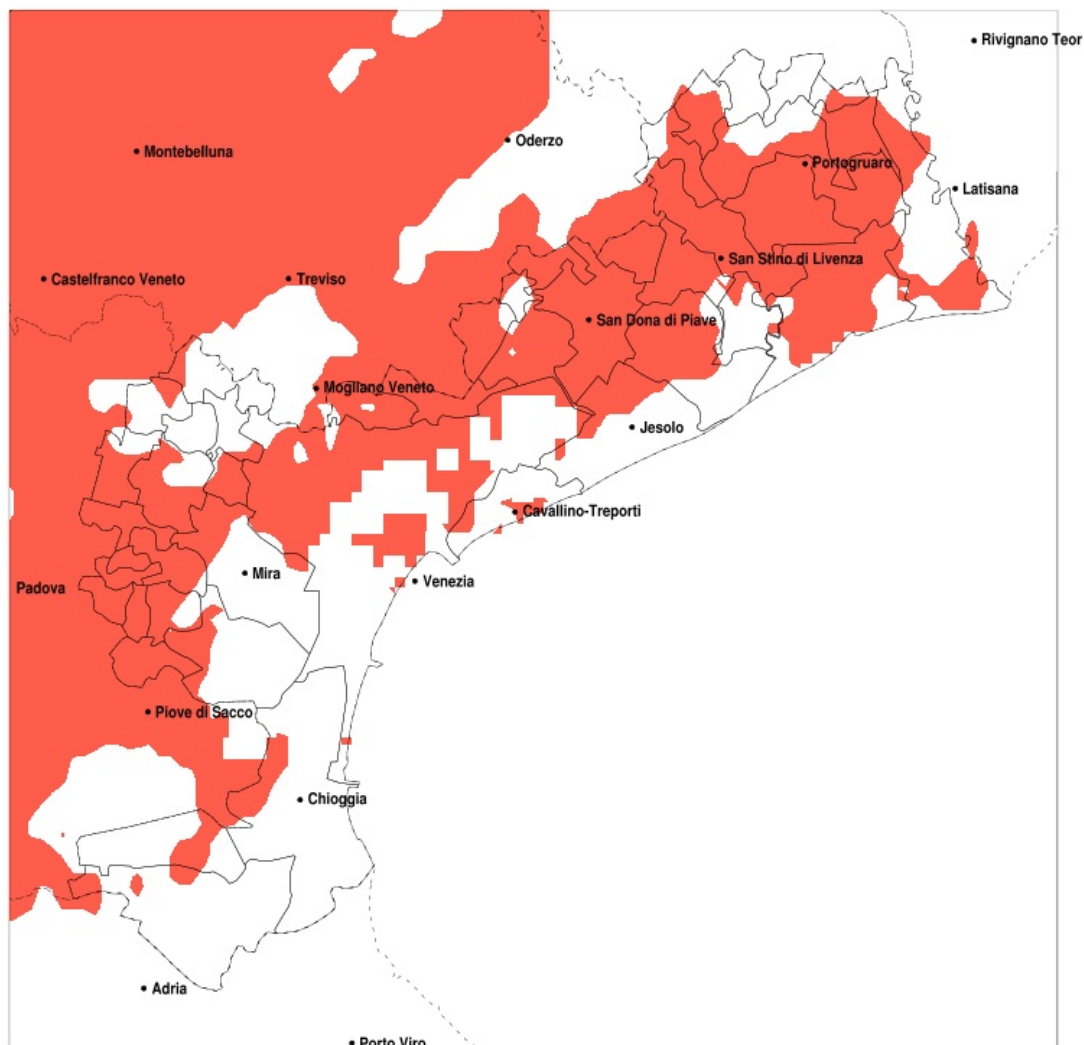 Rivignano Teor
Oderzo
Montebelluna
Portogruaro
Latisana
San Stino di Livenza
Castelfranco Veneto
Treviso
San Dona di Piave
Mogliano Veneto
Jesolo
Cavallino-Treporti
Mira
Venezia
Padova
Piove di Sacco
Chioggia
Adria
Porto Viro